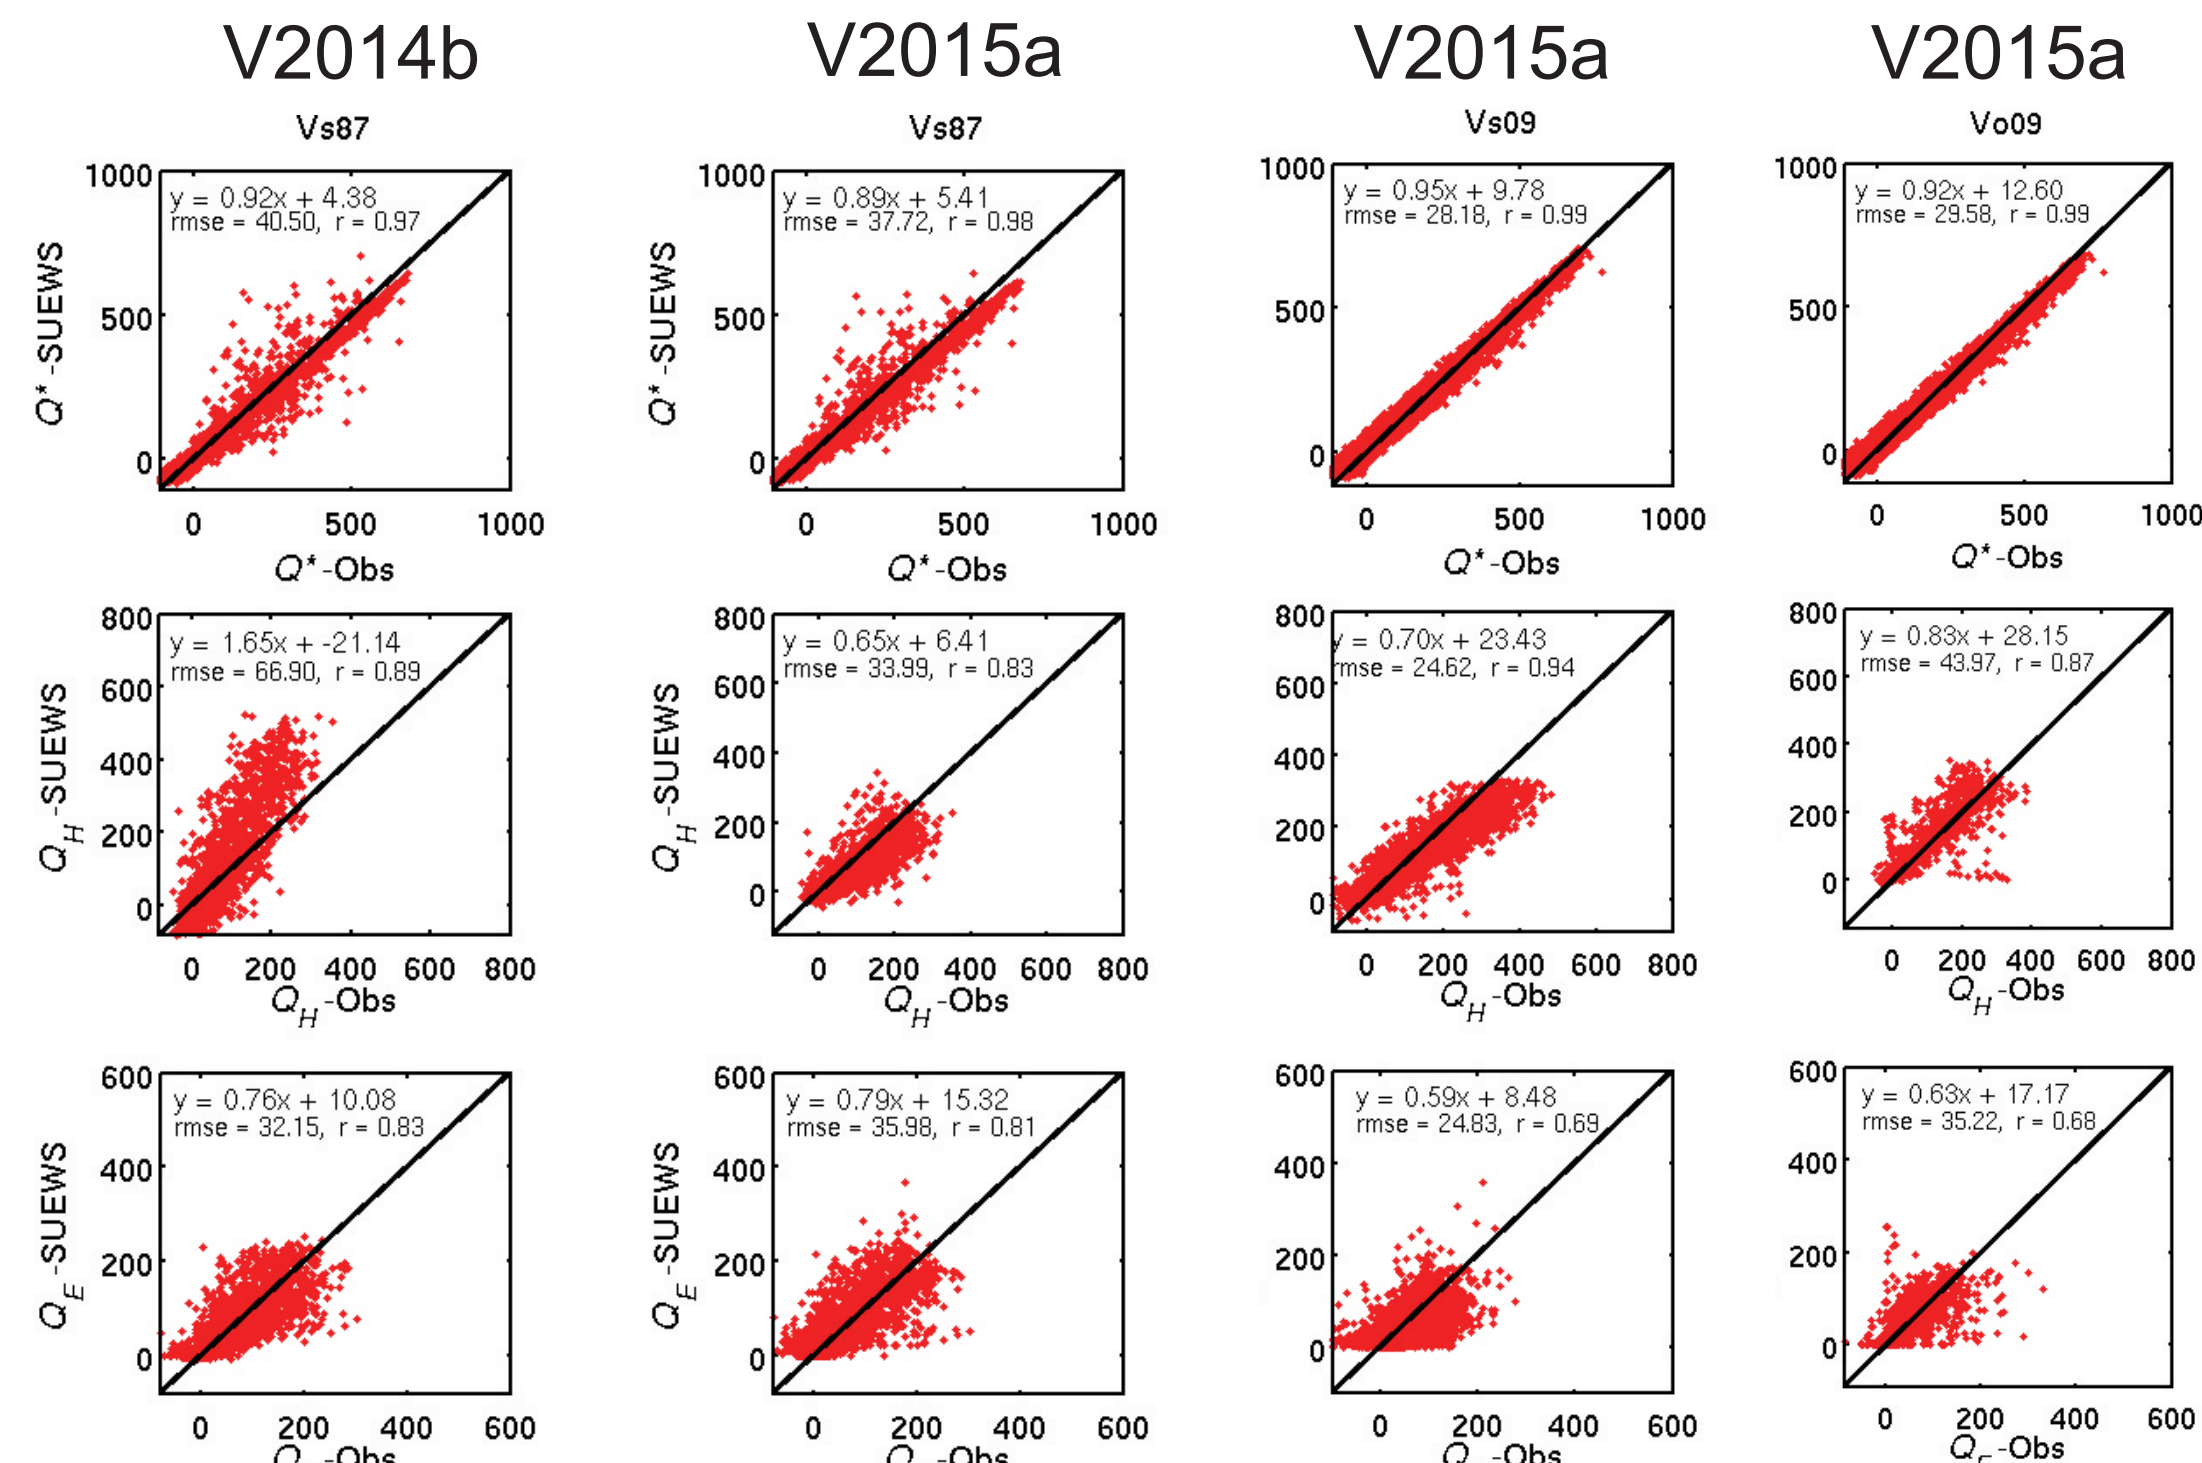 V2014b V2015a V2015a V2015a
Vs87 Vs87 Vs09 Vo09
1000 1000 1000 1000
y = 0.92x + 4.38 y = 0.89x + 5.41 y = 0.95x + 9.78 y = 0.92x + 12.60
rmse = 40.50, r = 0.97 rmse = 37.72, r = 0.98 rmse = 28.18, r = 0.99 rmse = 29.58, r = 0.99
Q*-SUEWS Q*-SUEWS
500 500 500 500
0 0 0 0
0 500 1000 0 500 1000 0 500 1000 0 500 1000
Q*-Obs Q*-Obs Q*-Obs Q*-Obs
800 800 800 800
y = 1.65x + -21.14 y = 0.65x + 6.41 y = 0.70x + 23.43 y = 0.83x + 28.15
rmse = 66.90, r = 0.89 rmse = 33.99, r = 0.83 rmse = 24.62, r = 0.94 rmse = 43.97, r = 0.87
600 600 600 600
QH-SUEWS QH-SUEWS
400 400 400 400
200 200 200 200
0 0 0 0
0 200 400 600 800 0 200 400 600 800 0 200 400 600 800 0 200 400 600 800
QH-Obs QH-Obs QH-Obs QH-Obs
600 600 600 600
y = 0.76x + 10.08 y = 0.79x + 15.32 y = 0.59x + 8.48 y = 0.63x + 17.17
rmse = 32.15, r = 0.83 rmse = 35.98, r = 0.81 rmse = 24.83, r = 0.69 rmse = 35.22, r = 0.68
400 400 400 400
QE-SUEWS QE-SUEWS
200 200 200 200
0 0 0 0
0 200 400 600 0 200 400 600 0 200 400 600 0 200 400 600
Q -Obs Q -Obs Q -Obs QE-Obs